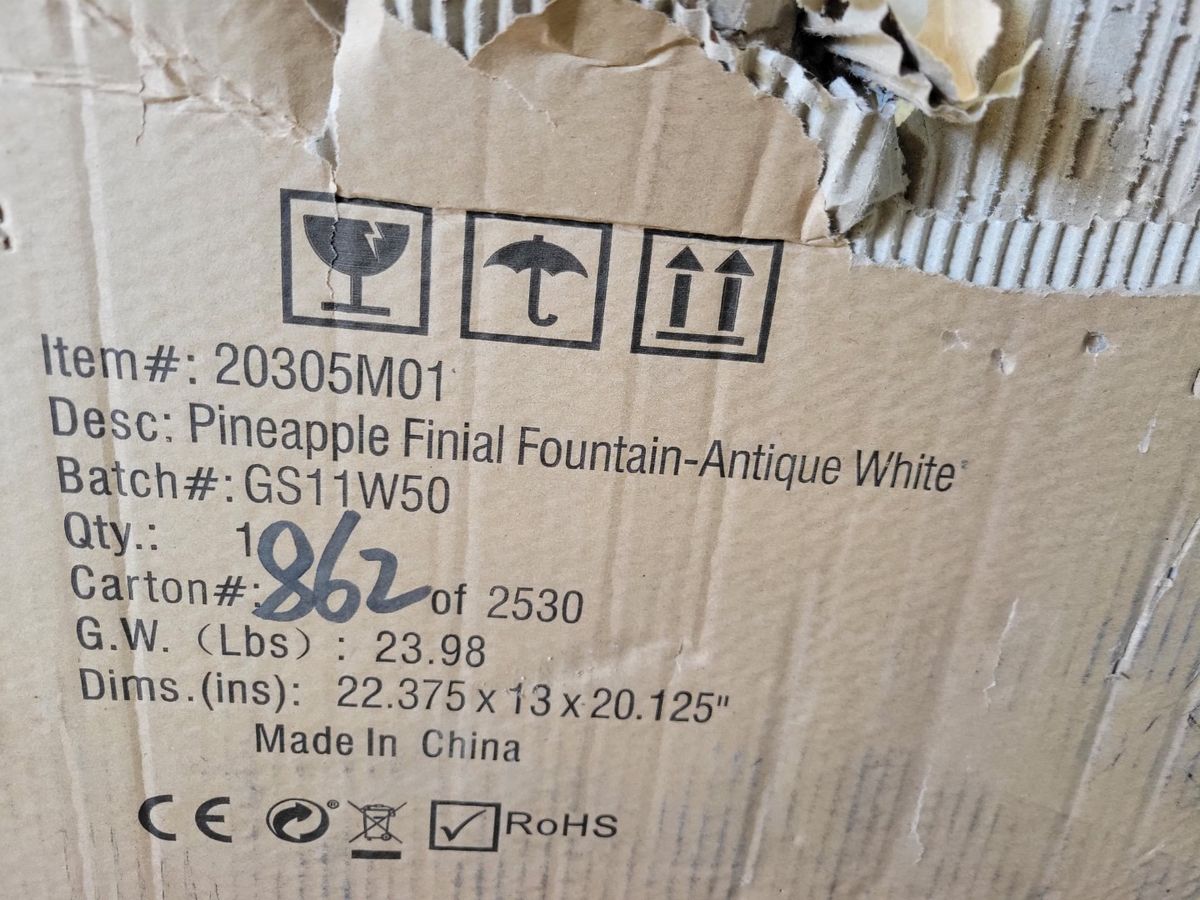 Item#: 20305M01
Desc: Pineapple Finial Fountain-Antique White
Batch#: GS11W50
Qty.: 1
Carton#: 862 of 2530
G.W. (Lbs) : 23.98
Dims.(ins): 22.375 x 13 x 20.125"
Made In China
CE ® RoHS